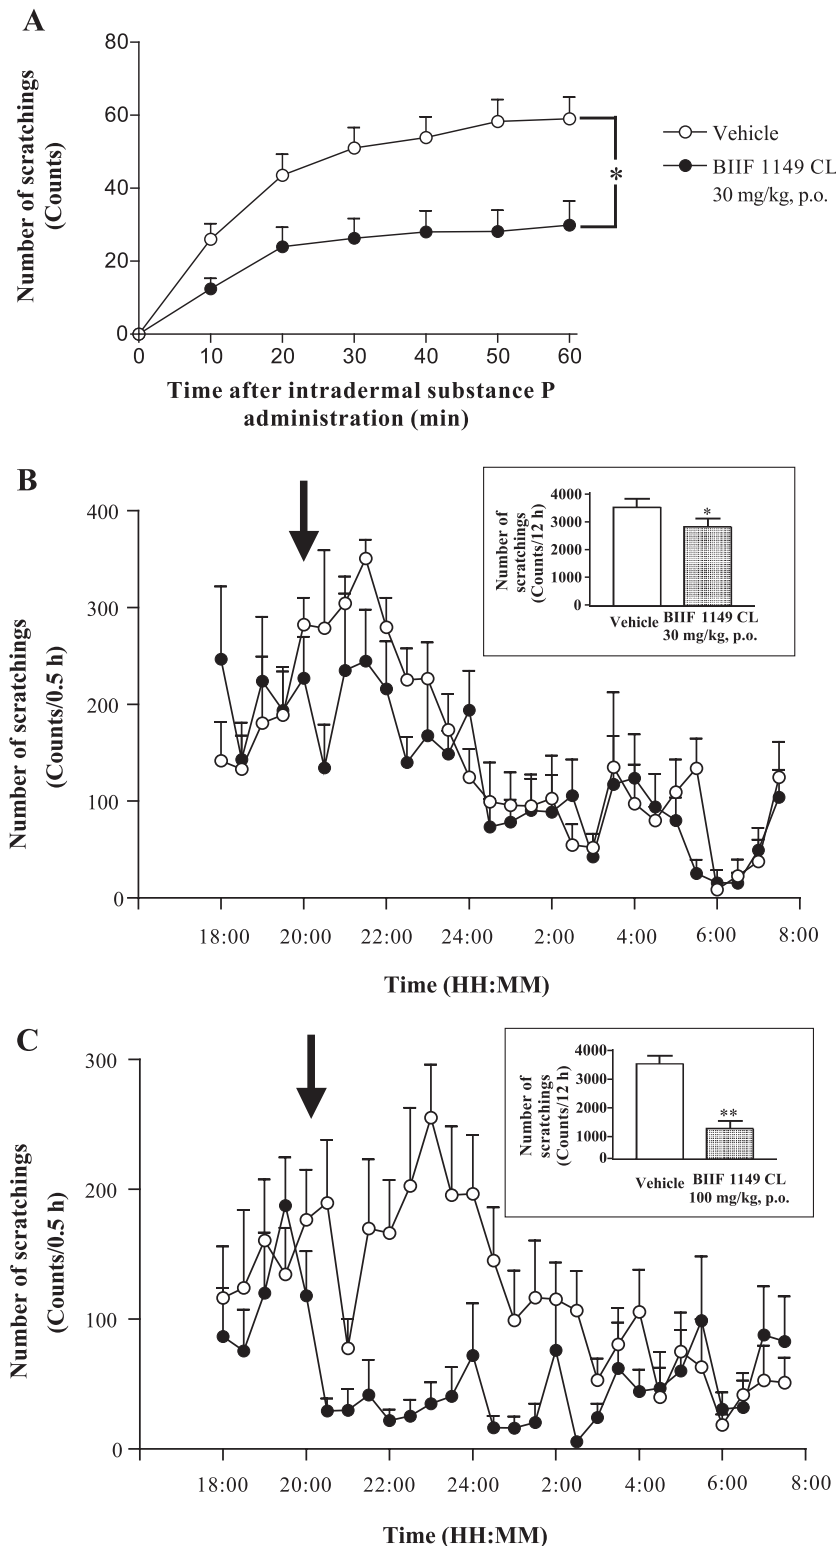 A
80
60
40
20
0
Number of scratchings
(Counts)
0 10 20 30 40 50 60
Time after intradermal substance P
administration (min)
*
Vehicle
BIIF 1149 CL
30 mg/kg, p.o.
B
400
300
200
100
0
Number of scratchings
(Counts/0.5 h)
18:00 20:00 22:00 24:00 2:00 4:00 6:00 8:00
Time (HH:MM)
Number of
scratchings
(Counts/12 h)
4000
3000
2000
1000
0
*
Vehicle BIIF 1149 CL
30 mg/kg, p.o.
C
300
200
100
0
Number of scratchings
(Counts/0.5 h)
18:00 20:00 22:00 24:00 2:00 4:00 6:00 8:00
Time (HH:MM)
Number of
scratchings
(Counts/12 h)
4000
3000
2000
1000
0
**
Vehicle BIIF 1149 CL
100 mg/kg, p.o.